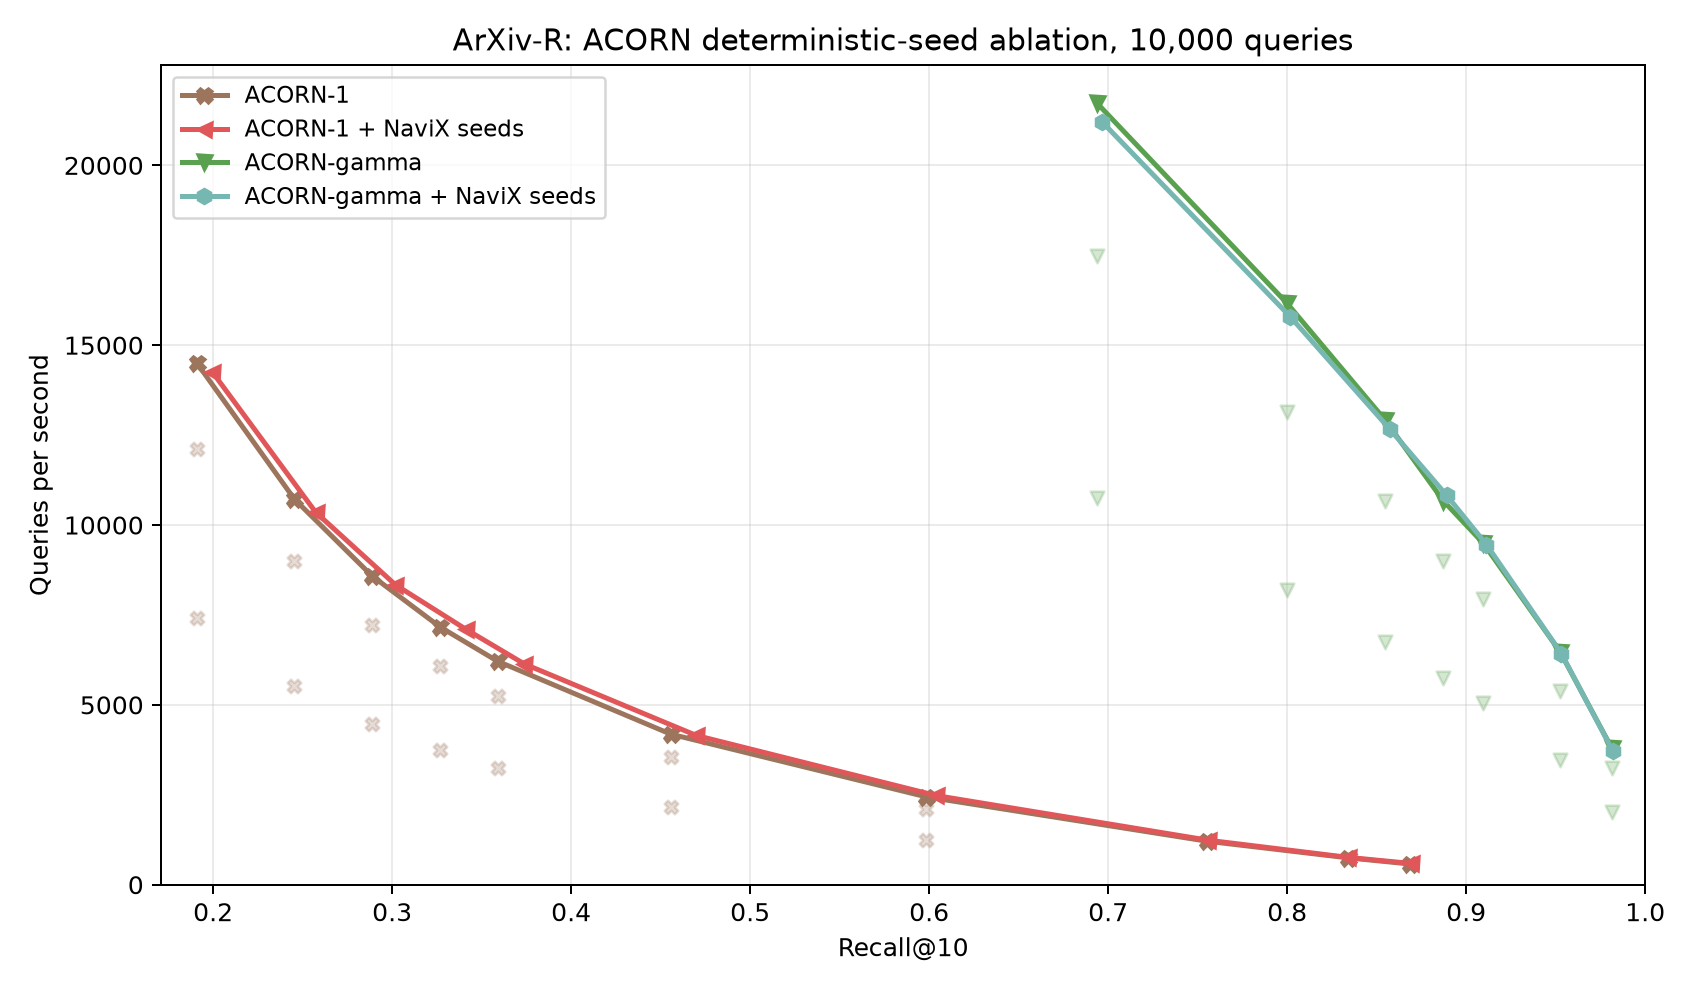 ArXiv-R: ACORN deterministic-seed ablation, 10,000 queries
ACORN-1
ACORN-1 + NaviX seeds
ACORN-gamma
ACORN-gamma + NaviX seeds
Queries per second
20000
15000
10000
5000
0
0.2 0.3 0.4 0.5 0.6 0.7 0.8 0.9 1.0
Recall@10